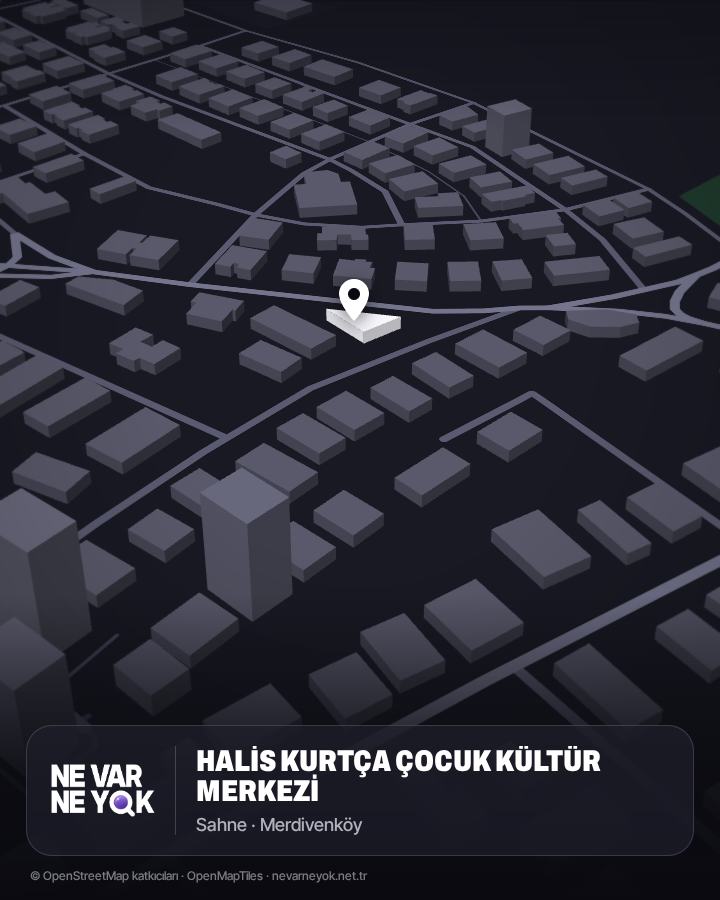 NE VAR
NE YOK
HALİS KURTÇA ÇOCUK KÜLTÜR
MERKEZİ
Sahne · Merdivenköy
© OpenStreetMap katkıcıları · OpenMapTiles · nevarneyok.net.tr